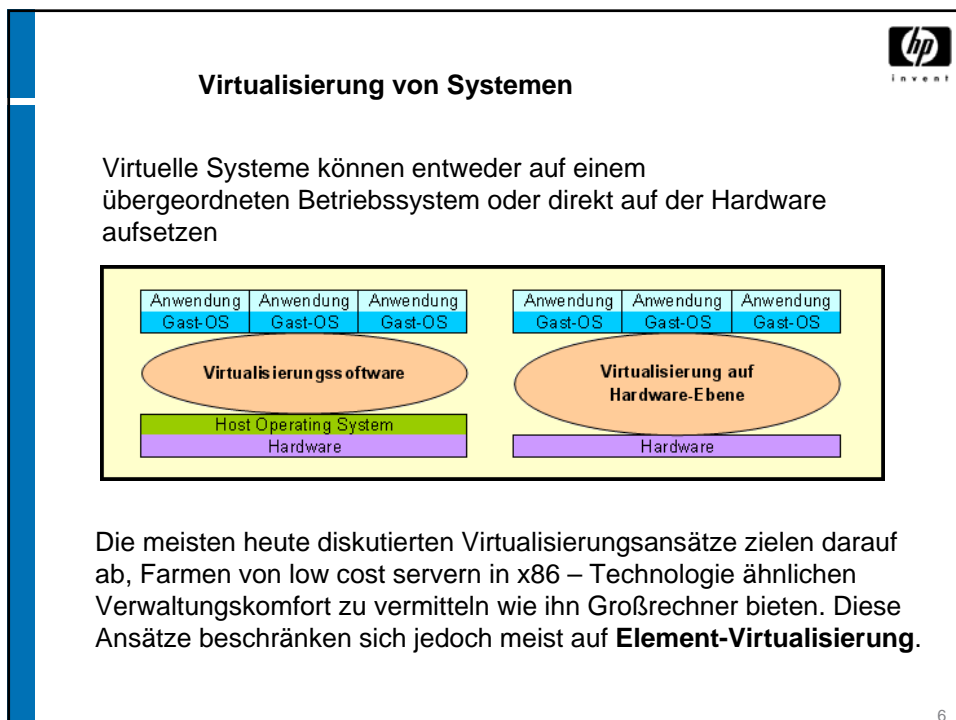 hp
invent
Virtualisierung von Systemen
Virtuelle Systeme können entweder auf einem
übergeordneten Betriebssystem oder direkt auf der Hardware
aufsetzen
Anwendung Anwendung Anwendung
Gast-OS Gast-OS Gast-OS
Virtualisierungssoftware
Host Operating System
Hardware
Anwendung Anwendung Anwendung
Gast-OS Gast-OS Gast-OS
Virtualisierung auf
Hardware-Ebene
Hardware
Die meisten heute diskutierten Virtualisierungsansätze zielen darauf
ab, Farmen von low cost servern in x86 – Technologie ähnlichen
Verwaltungskomfort zu vermitteln wie ihn Großrechner bieten. Diese
Ansätze beschränken sich jedoch meist auf Element-Virtualisierung.
6